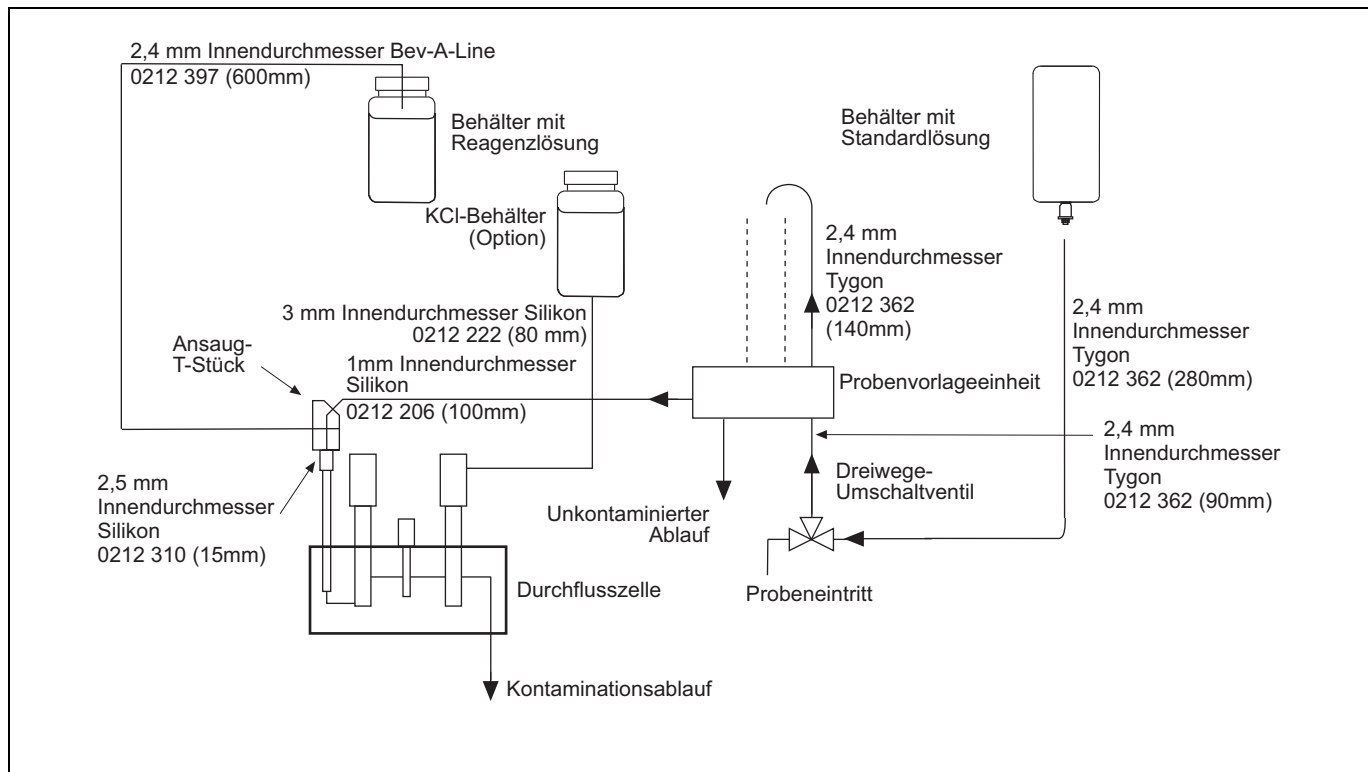 2,4 mm Innendurchmesser Bev-A-Line
0212 397 (600mm)
Behälter mit
Reagenzlösung
Behälter mit
Standardlösung
KCl-Behälter
(Option)
2,4 mm
Innendurchmesser
Tygon
0212 362
(140mm)
3 mm Innendurchmesser Silikon
0212 222 (80 mm)
2,4 mm
Innendurchmesser
Tygon
0212 362 (280mm)
Ansaug-
T-Stück
1mm Innendurchmesser
Silikon
0212 206 (100mm)
Probenvorlageeinheit
2,4 mm
Innendurchmesser
Tygon
0212 362 (90mm)
2,5 mm
Innendurchmesser
Silikon
0212 310 (15mm)
Dreiwege-
Umschaltventil
Unkontaminierter
Ablauf
Durchflusszelle
Probeneintritt
Kontaminationsablauf